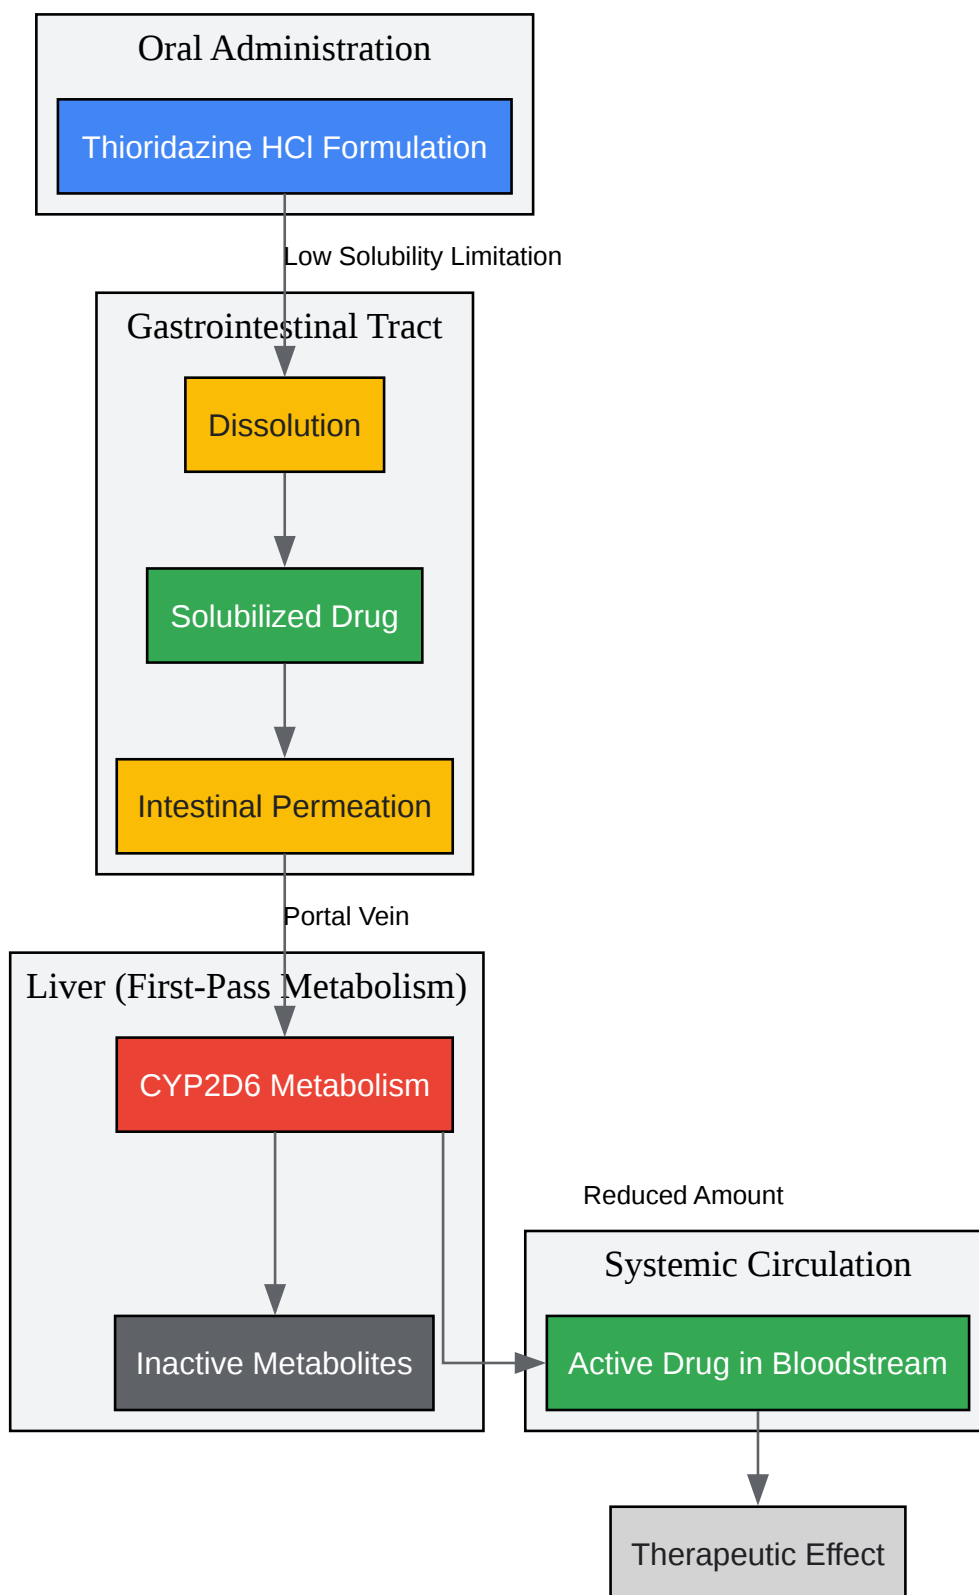 Oral Administration
Thioridazine HCl Formulation
Low Solubility Limitation
Gastrointestinal Tract
Dissolution
Solubilized Drug
Intestinal Permeation
Portal Vein
Liver (First-Pass Metabolism)
CYP2D6 Metabolism
Reduced Amount
Systemic Circulation
Inactive Metabolites
Active Drug in Bloodstream
Therapeutic Effect